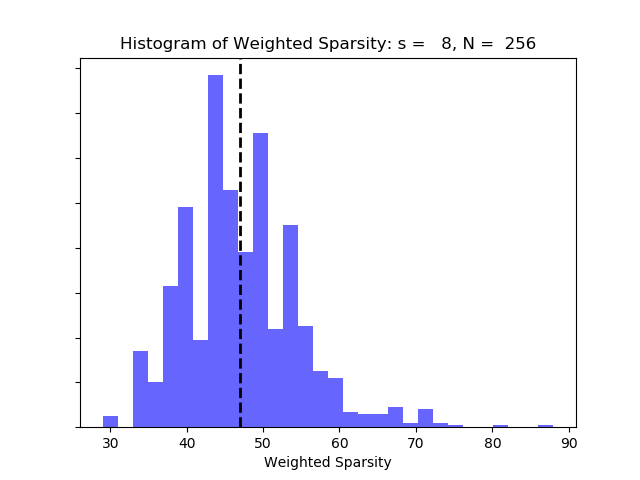 Histogram of Weighted Sparsity: s =   8, N =  256
30 40 50 60 70 80 90
Weighted Sparsity